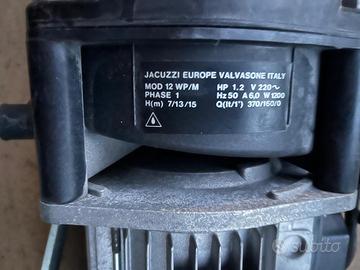 JACUZZI EUROPE VALVASONE ITALY
MOD 12 WP/M HP 1.2 V 220~
PHASE 1 Hz 50 A 6,0 W 1200
H(m) 7/13/15 Q(lt/1') 370/160/0
subito